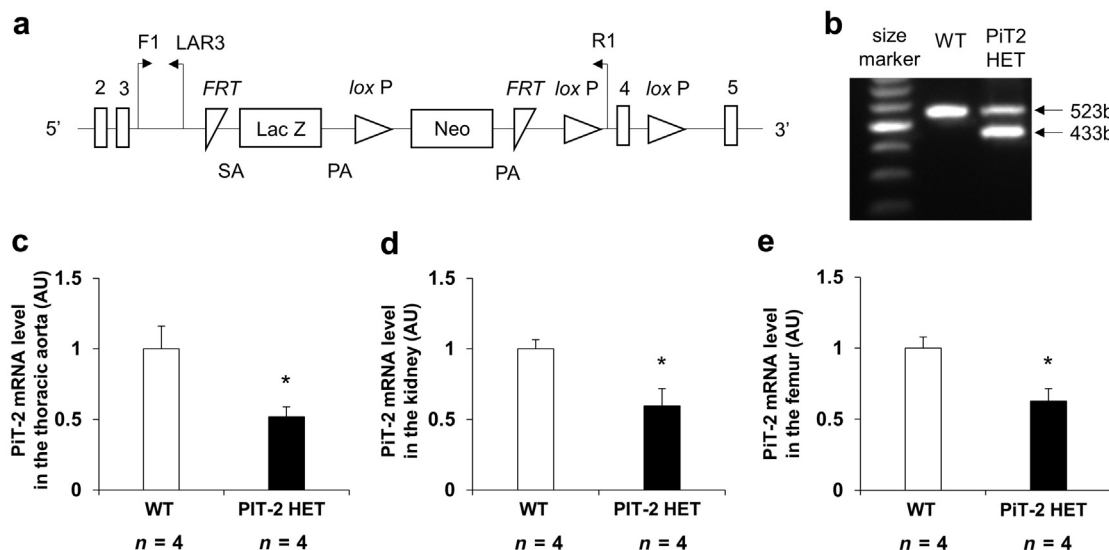 a
F1
LAR3
R1
2
3
FRT
lox P
FRT
lox P
4
lox P
5
5’
Lac Z
Neo
3’
SA
PA
PA
b
size
marker
WT
PiT2
HET
523b
433b
c
PiT-2 mRNA level
in the thoracic aorta (AU)
1.5
1
0.5
0
*
WT
PIT-2 HET
n = 4
n = 4
d
PiT-2 mRNA level
in the kidney (AU)
1.5
1
0.5
0
*
WT
PIT-2 HET
n = 4
n = 4
e
PiT-2 mRNA level
in the femur (AU)
1.5
1
0.5
0
*
WT
PiT-2 HET
n = 4
n = 4